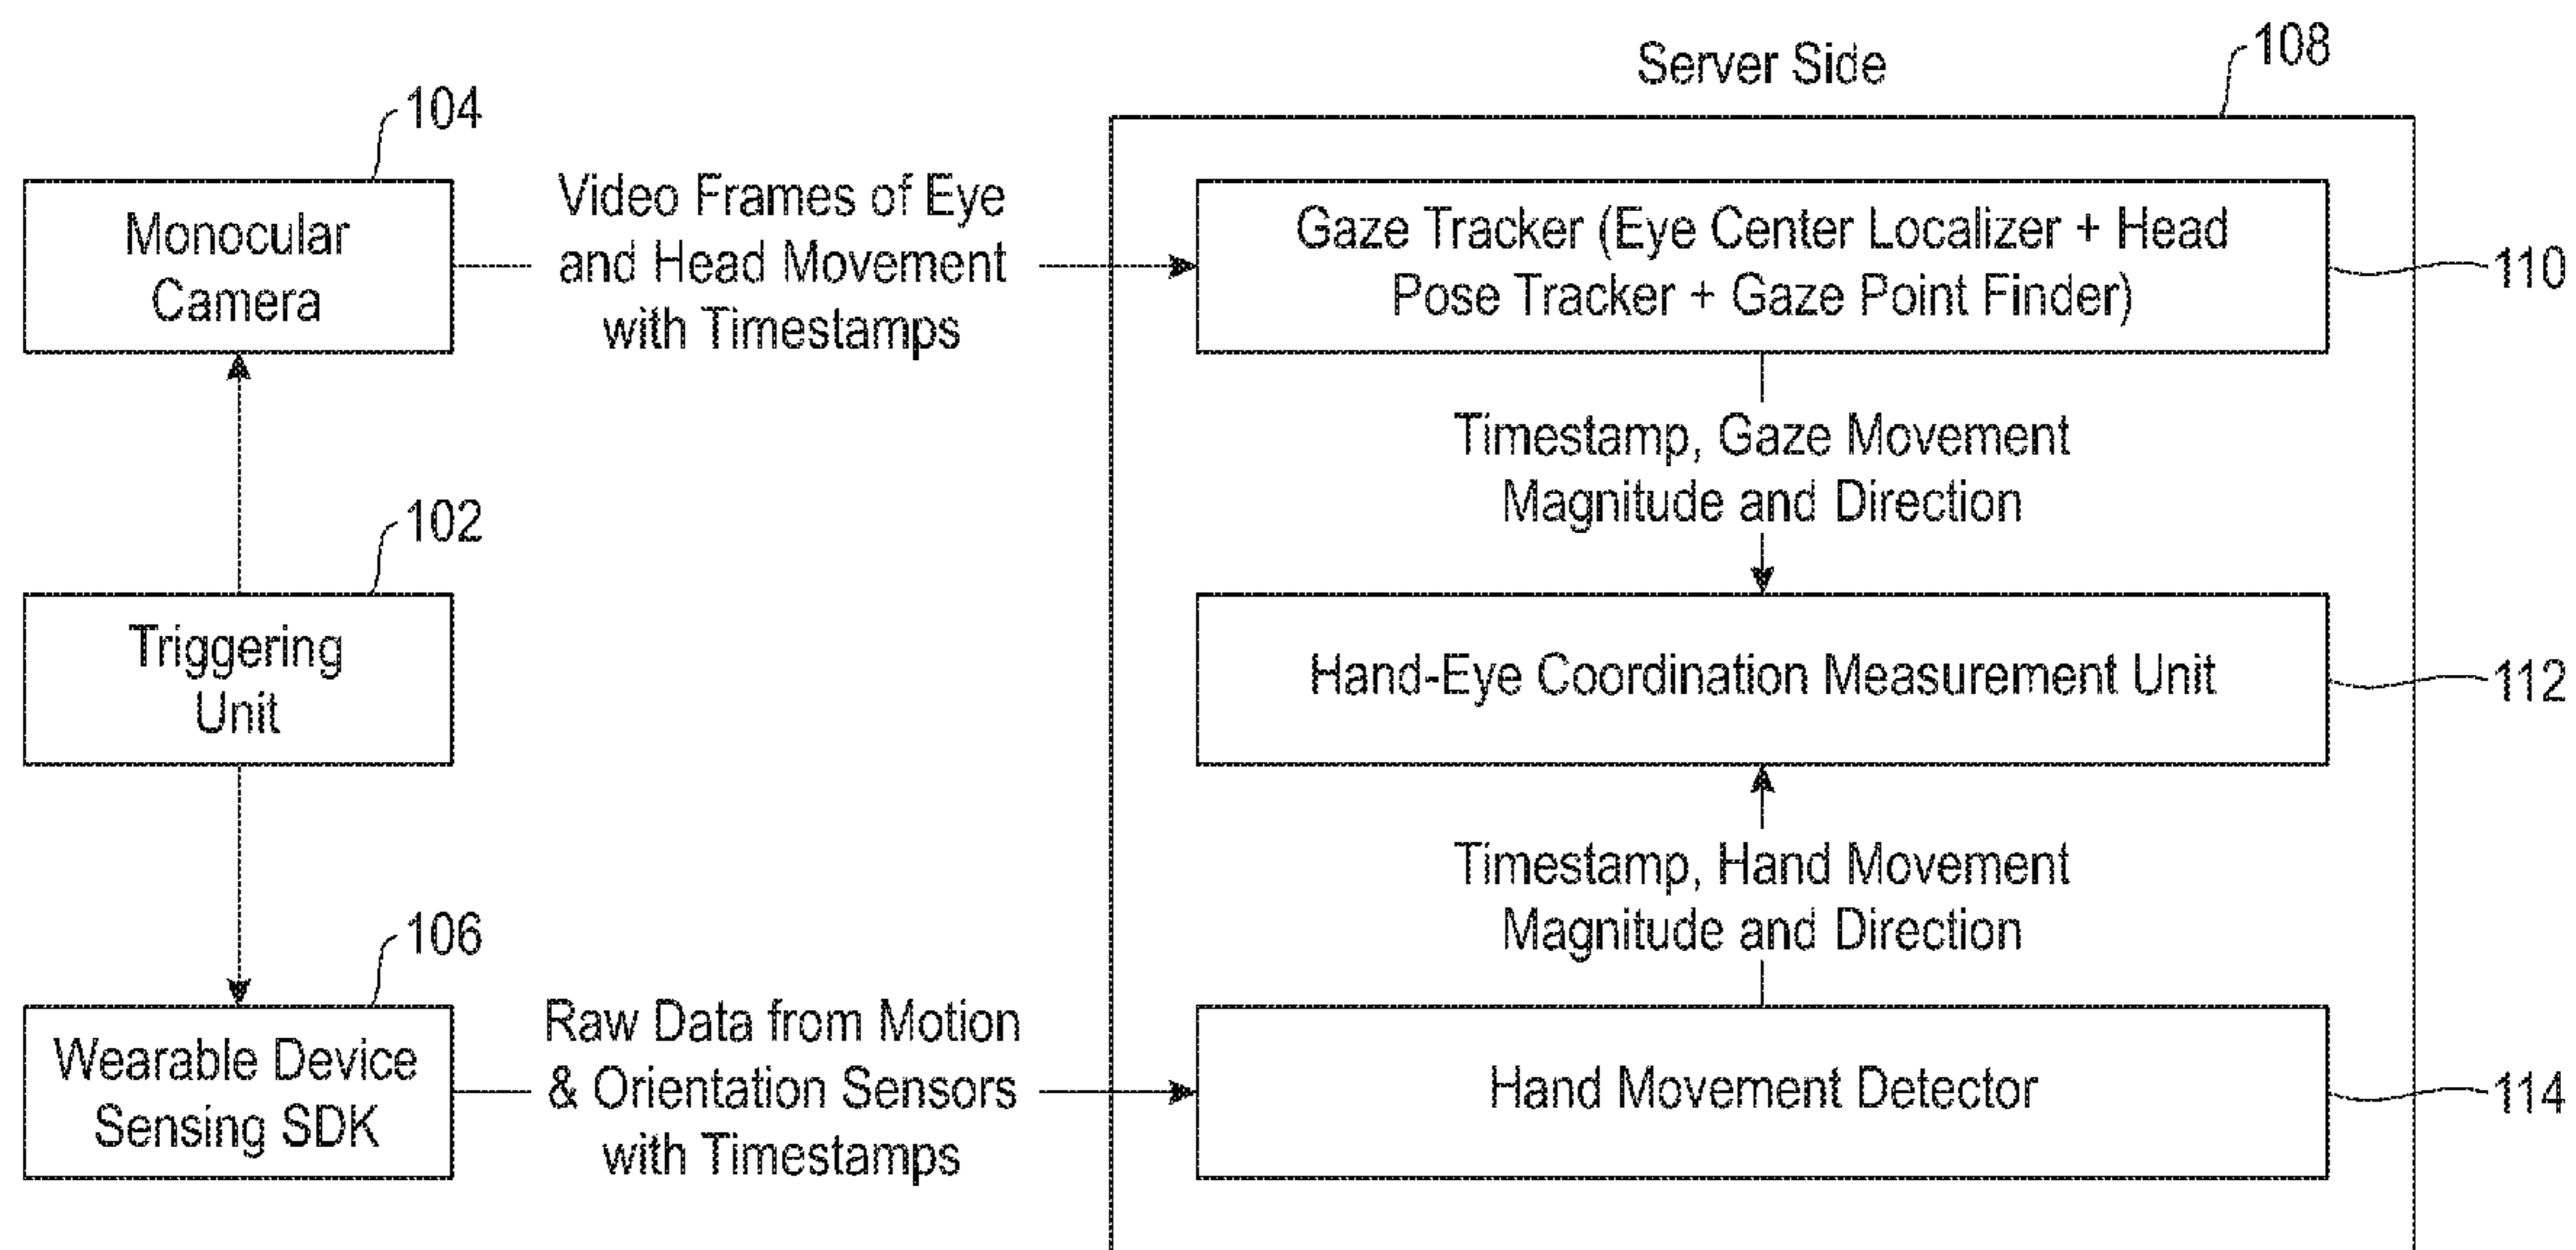 Server Side
108
104
Monocular
Camera
Video Frames of Eye
and Head Movement
with Timestamps
Gaze Tracker (Eye Center Localizer + Head
Pose Tracker + Gaze Point Finder)
110
Timestamp, Gaze Movement
Magnitude and Direction
102
Triggering
Unit
Hand-Eye Coordination Measurement Unit
112
Timestamp, Hand Movement
Magnitude and Direction
106
Wearable Device
Sensing SDK
Raw Data from Motion
& Orientation Sensors
with Timestamps
Hand Movement Detector
114